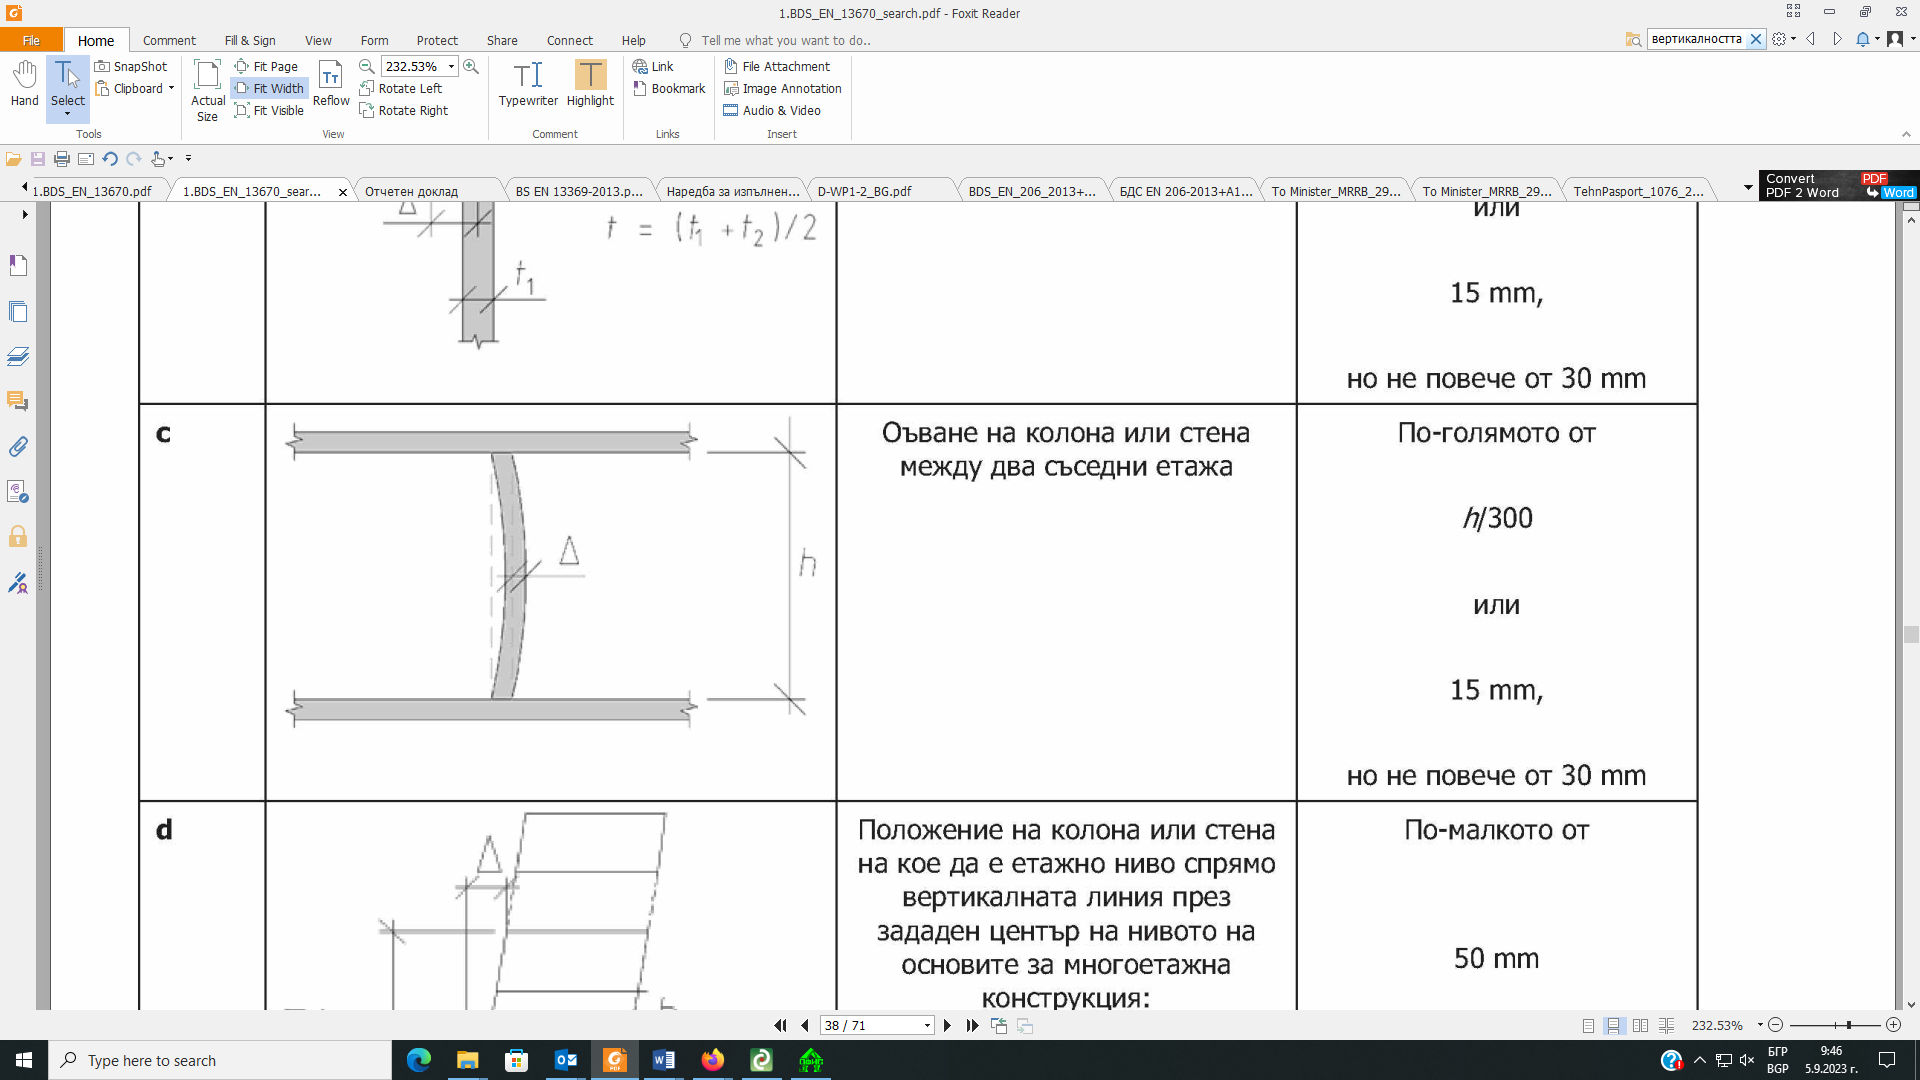 1.BDS_EN_13670_search.pdf - Foxit Reader
File
Home
Comment
Fill & Sign
View
Form
Protect
Share
Connect
Help
Tell me what you want to do..
вертикалността
Hand
Select
SnapShot
Clipboard
Tools
Actual
Size
Fit Page
Fit Width
Fit Visible
Reflow
232.53%
Rotate Left
Rotate Right
View
Typewriter
Highlight
Comment
Link
Bookmark
Links
File Attachment
Image Annotation
Audio & Video
Insert
1.BDS_EN_13670.pdf
1.BDS_EN_13670_sear...
Отчетен доклад
BS EN 13369-2013.p...
Наредба за изпълнен...
D-WP1-2_BG.pdf
BDS_EN_206_2013+...
БДС EN 206-2013+A1...
To Minister_MRRB_29...
To Minister_MRRB_29...
TehnPasport_1076_2...
Convert
PDF 2 Word
PDF
Word
Δ
t = (t1 + t2)/2
t1
или
15 mm,
но не повече от 30 mm
c
Δ
h
Оъване на колона или стена
между два съседни етажа
По-голямото от
h/300
или
15 mm,
но не повече от 30 mm
d
Δ
Положение на колона или стена
на кое да е етажно ниво спрямо
вертикалната линия през
зададен център на нивото на
основите за многоетажна
конструкция:
По-малкото от
50 mm
38 / 71
232.53%
Type here to search
БГР
BGP
9:46
5.9.2023 г.